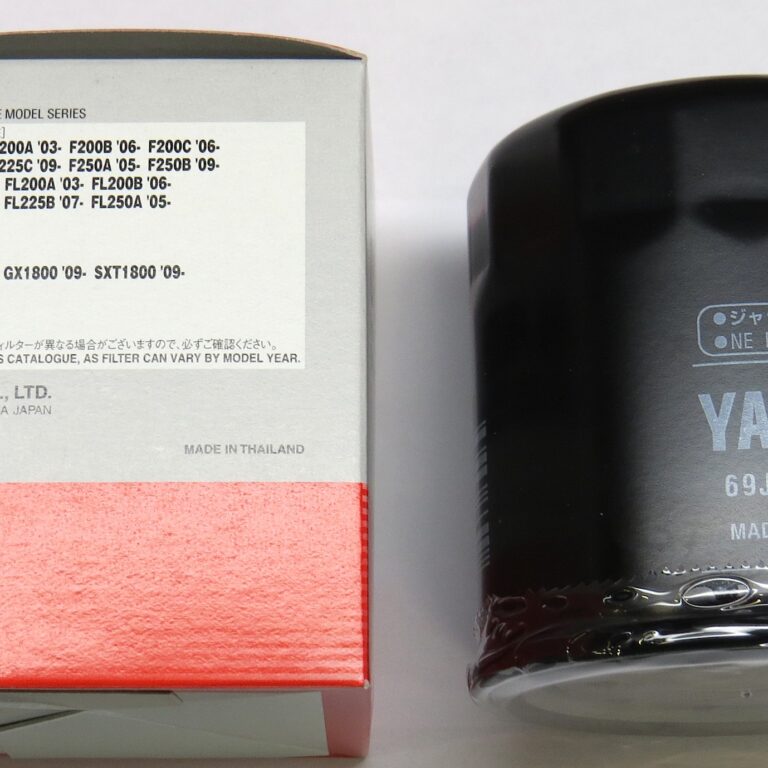 MODEL SERIES
200A '03- F200B '06- F200C '06-
225C '09- F250A '05- F250B '09-
FL200A '03- FL200B '06-
FL225B '07- FL250A '05-
GX1800 '09- SXT1800 '09-
ィルターが異なる場合がございますので、必ずご確認ください。
CATALOGUE, AS FILTER CAN VARY BY MODEL YEAR.
, LTD.
A JAPAN
MADE IN THAILAND
●ジャ
●NE
YA
69J
MAD